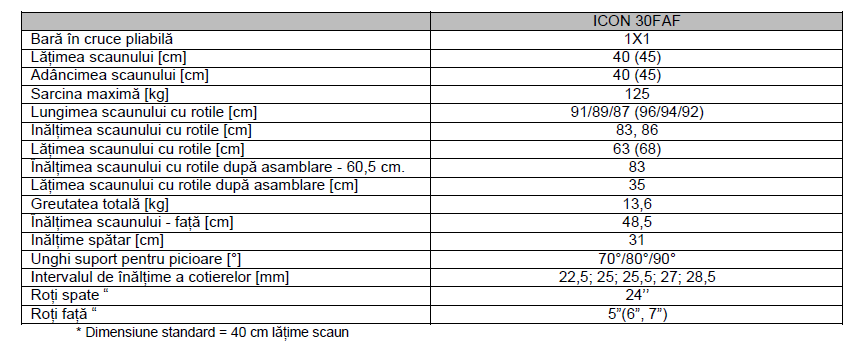 ICON 30FAF
Bară în cruce pliabilă 1X1
Lățimea scaunului [cm] 40 (45)
Adâncimea scaunului [cm] 40 (45)
Sarcina maximă [kg] 125
Lungimea scaunului cu rotile [cm] 91/89/87 (96/94/92)
Inălțimea scaunului cu rotile [cm] 83, 86
Lățimea scaunului cu rotile [cm] 63 (68)
Înălțimea scaunului cu rotile după asamblare - 60,5 cm. 83
Lățimea scaunului cu rotile după asamblare [cm] 35
Greutatea totală [kg] 13,6
Înălțimea scaunului - față [cm] 48,5
Inălțime spătar [cm] 31
Unghi suport pentru picioare [°] 70°/80°/90°
Intervalul de înălțime a cotierelor [mm] 22,5; 25; 25,5; 27; 28,5
Roți spate “ 24’’
Roți față “ 5”(6”, 7”)
* Dimensiune standard = 40 cm lățime scaun